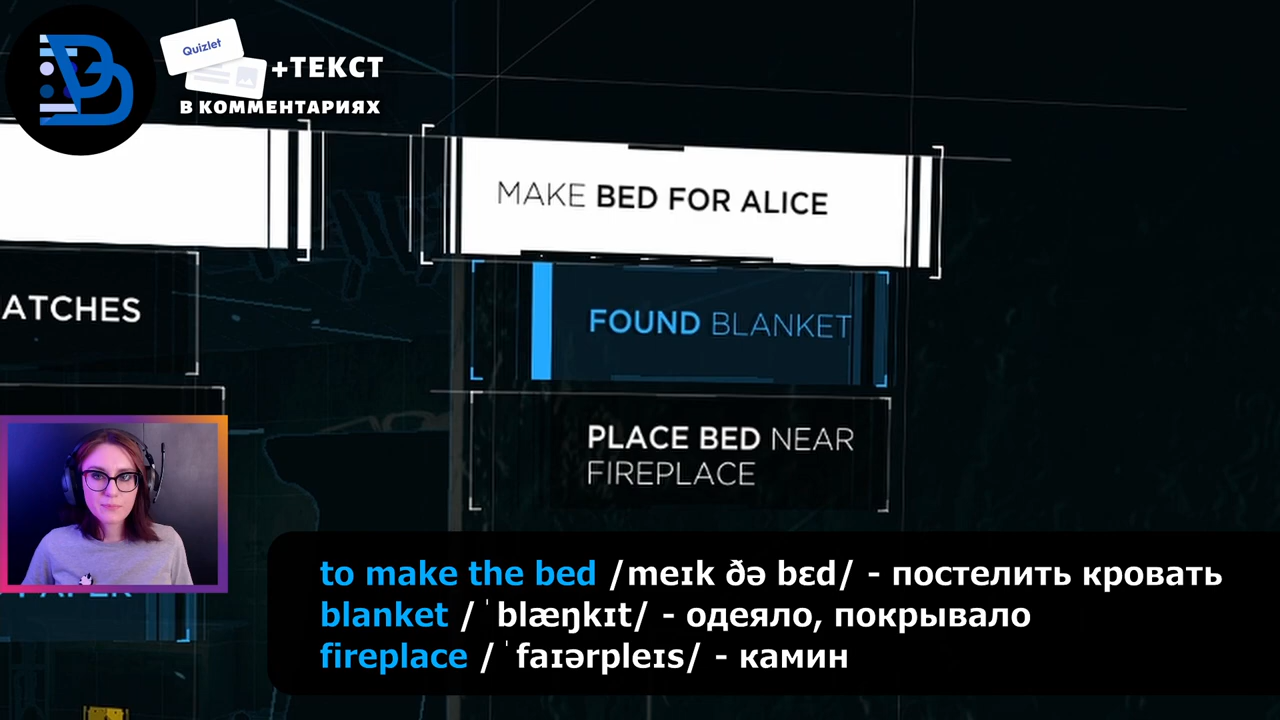 Quizlet
+ТЕКСТ
В КОММЕНТАРИЯХ
MAKE BED FOR ALICE
ATCHES
FOUND BLANKET
PLACE BED NEAR
FIREPLACE
PAPER
to make the bed /meɪk ðə bɛd/ - постелить кровать
blanket /ˈblæŋkɪt/ - одеяло, покрывало
fireplace /ˈfaɪərpleɪs/ - камин